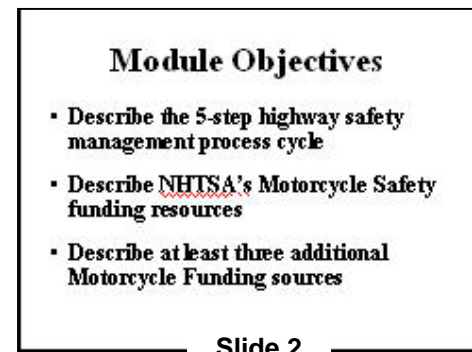 Module Objectives
▪ Describe the 5-step highway safety
management process cycle
▪ Describe NHTSA's Motorcycle Safety
funding resources
▪ Describe at least three additional
Motorcycle Funding sources
Slide 2